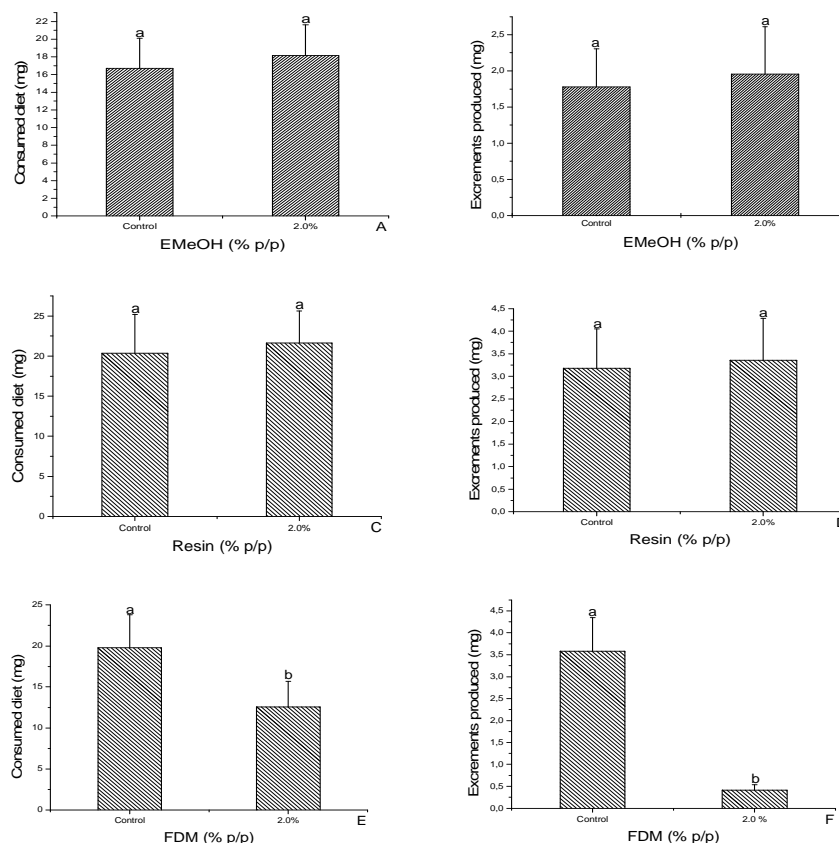 22
20
18
16
14
12
10
8
6
4
2
0
Consumed diet (mg)
a
a
Control
2.0%
A
EMeOH (% p/p)
2,5
2,0
1,5
1,0
0,5
0,0
Excrements produced (mg)
a
a
Control
2.0%
EMeOH (% p/p)
25
20
15
10
5
0
Consumed diet (mg)
a
a
Control
2.0%
C
Resin (% p/p)
4,5
4,0
3,5
3,0
2,5
2,0
1,5
1,0
0,5
0,0
Excrements produced (mg)
a
a
Control
2.0%
Resin (% p/p)
25
20
15
10
5
0
Consumed diet (mg)
a
b
Control
2.0%
E
FDM (% p/p)
4,5
4,0
3,5
3,0
2,5
2,0
1,5
1,0
0,5
0,0
Excrements produced (mg)
a
b
Control
2.0 %
F
FDM (% p/p)